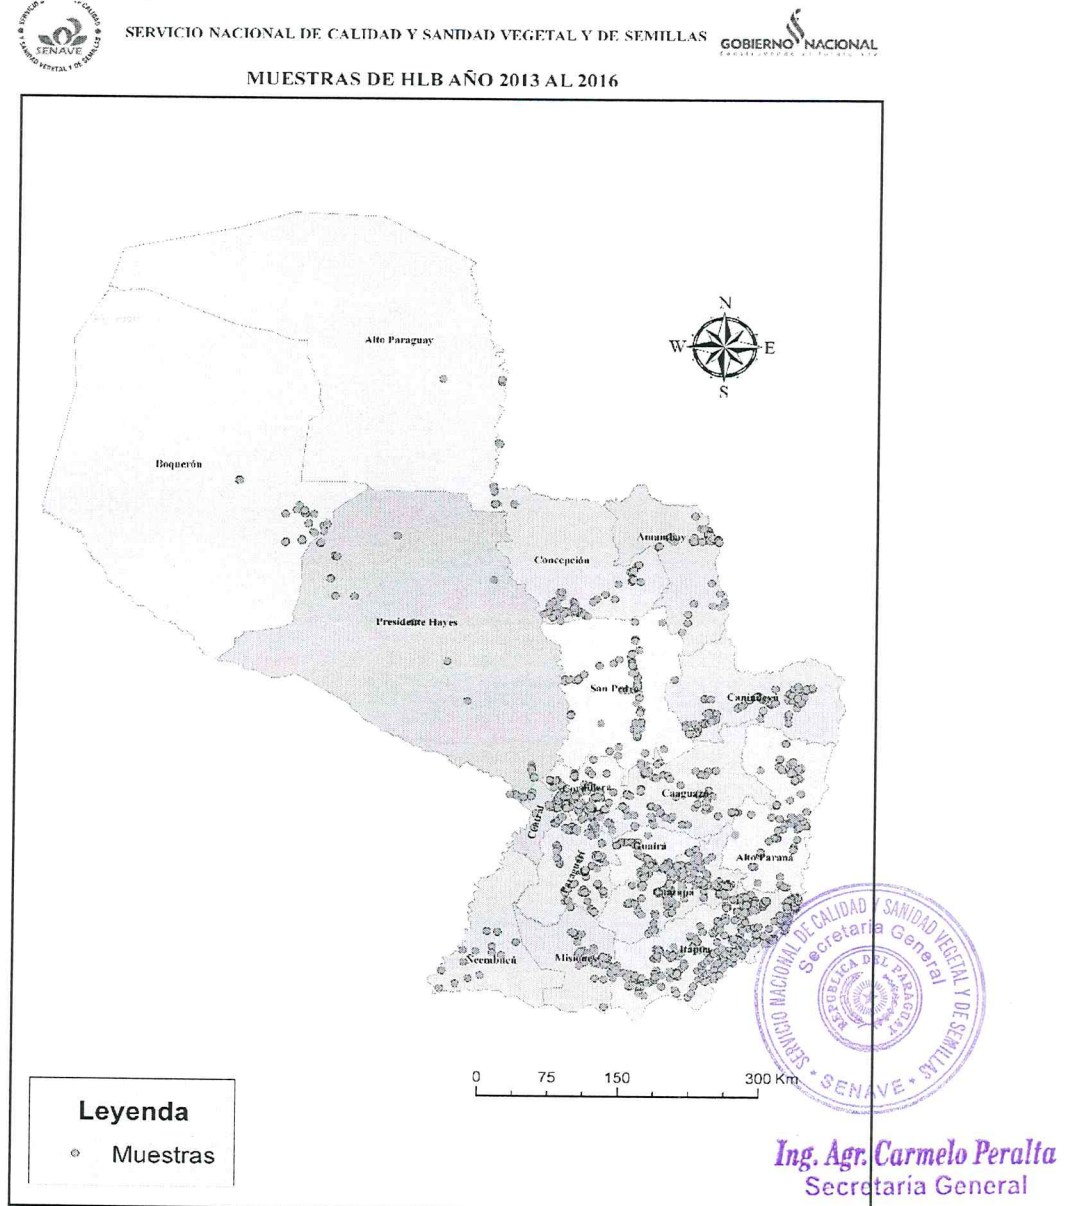 SENAVE
SERVICIO NACIONAL DE CALIDAD Y SANIDAD VEGETAL Y DE SEMILLAS
GOBIERNO NACIONAL
MUESTRAS DE HLB AÑO 2013 AL 2016
N
W E
S
Alto Paraguay
Boquerón
Amambay
Concepción
Presidente Hayes
San Pedro
Canindeyú
Cordillera
Caaguazú
Central
Guairá
Alto Paraná
Paraguarí
Caazapá
Itapúa
Ñeembucú
Misiones
SERVICIO NACIONAL DE CALIDAD Y SANIDAD VEGETAL Y DE SEMILLAS
Secretaria General
REPUBLICA DEL PARAGUAY
* SENAVE *
0 75 150 300 Km
Leyenda
Muestras
Ing. Agr. Carmelo Peralta
Secretaria General